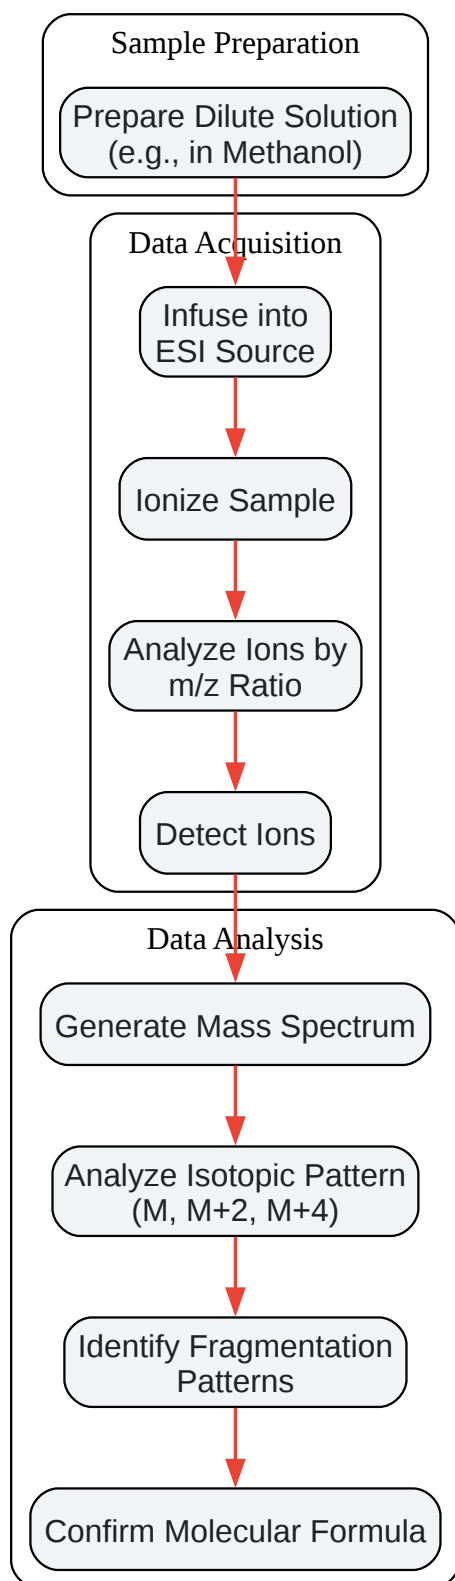 Sample Preparation
Prepare Dilute Solution
(e.g., in Methanol)
Data Acquisition
Infuse into
ESI Source
Ionize Sample
Analyze Ions by
m/z Ratio
Detect Ions
Data Analysis
Generate Mass Spectrum
Analyze Isotopic Pattern
(M, M+2, M+4)
Identify Fragmentation
Patterns
Confirm Molecular Formula